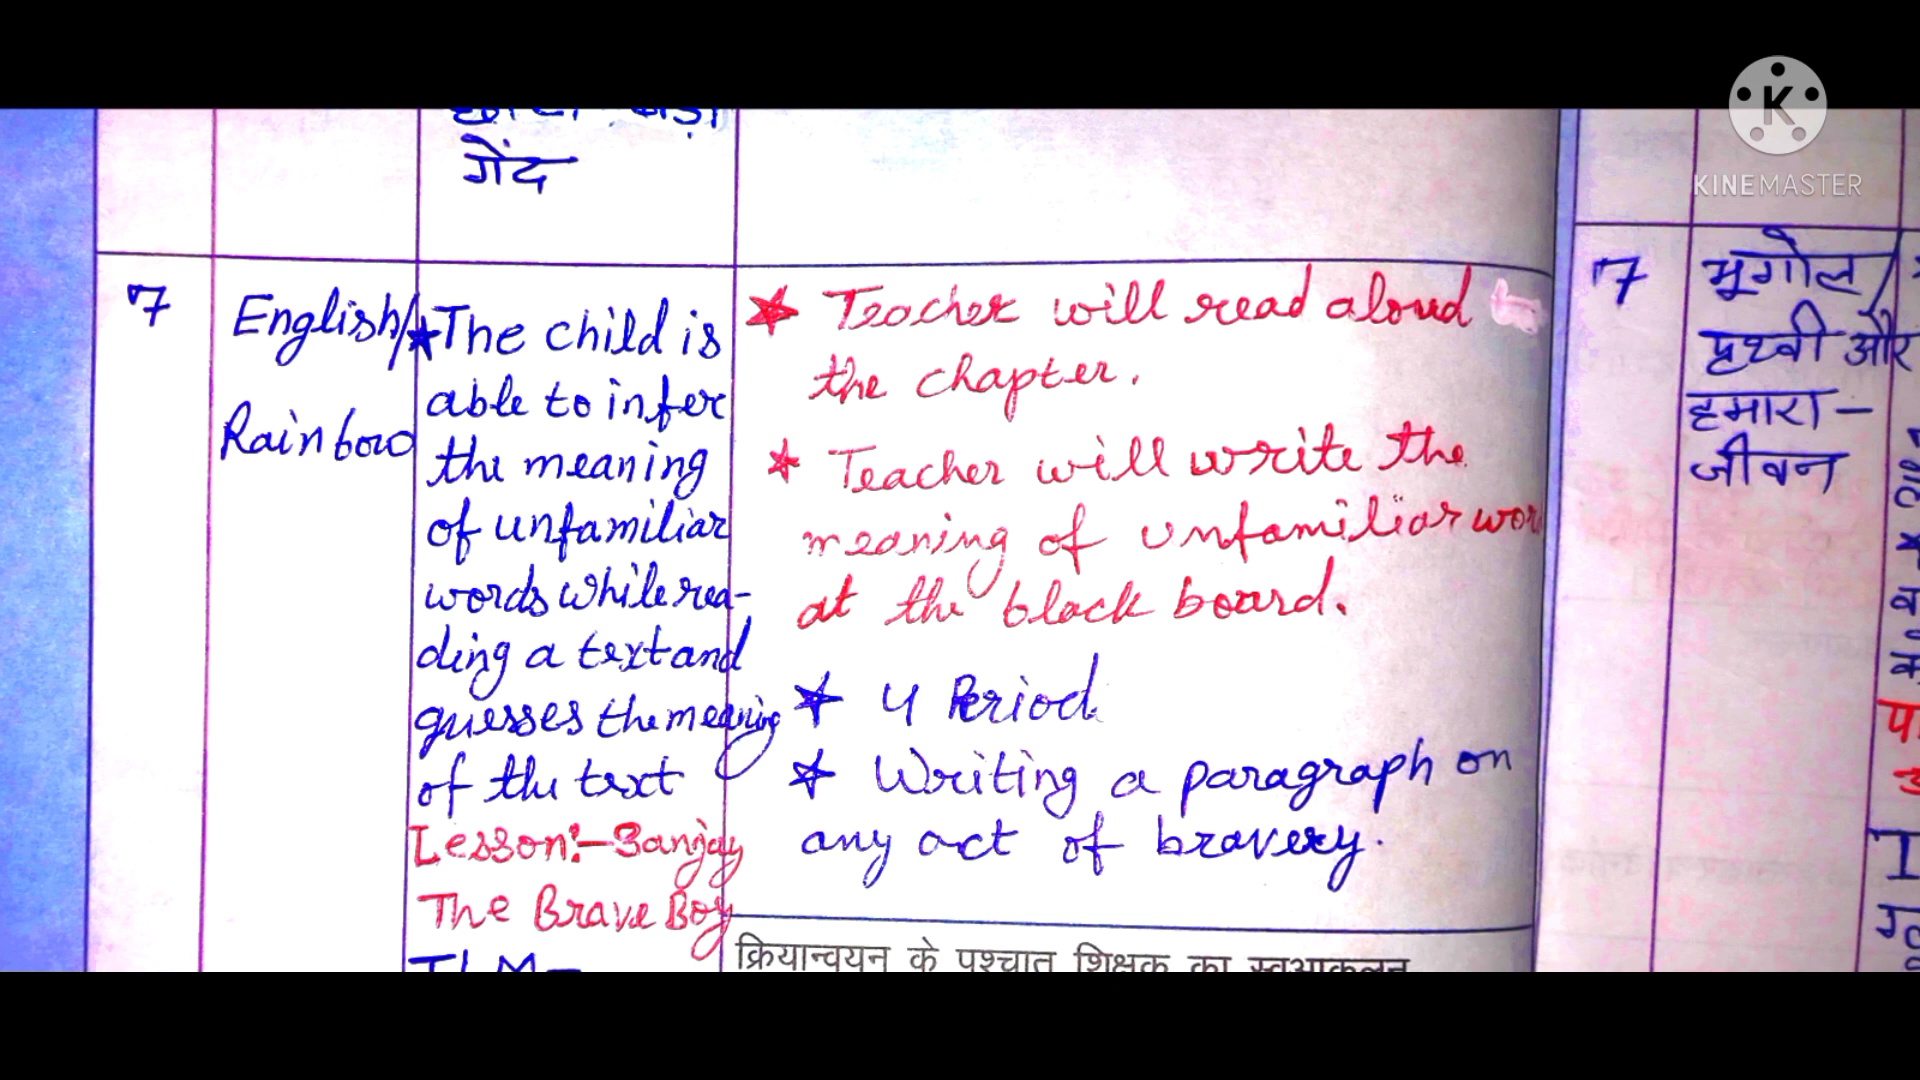 KINEMASTER
गेंद
7
English/
Rainbow
★ The child is
able to infer
the meaning
of unfamiliar
words while rea-
ding a text and
guesses the meaning
of the text
Lesson:- Sanjay
The Brave Boy
TLM-
★ Teacher will read aloud
the chapter.
★ Teacher will write the
meaning of unfamiliar
at the black board.
★ 4 Period
★ Writing a paragraph on
any act of bravery.
क्रियान्वयन के पश्चात शिक्षक का स्वआकलन
7
भूगोल/
पृथ्वी और
हमारा -
जीवन